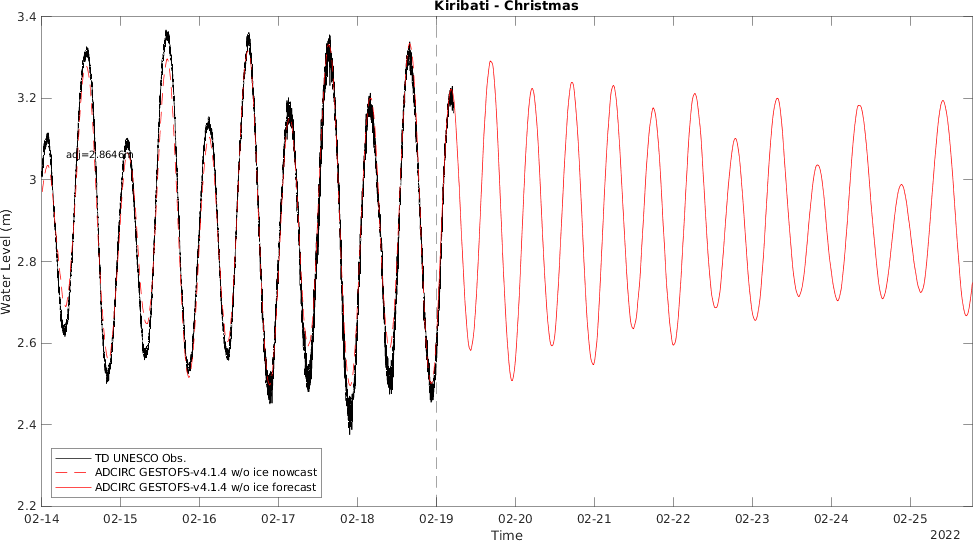 Kiribati - Christmas
3.4
3.2
3
2.8
2.6
2.4
2.2
Water Level (m)
adj=2.8646m
TD UNESCO Obs.
ADCIRC GESTOFS-v4.1.4 w/o ice nowcast
ADCIRC GESTOFS-v4.1.4 w/o ice forecast
02-14 02-15 02-16 02-17 02-18 02-19 02-20 02-21 02-22 02-23 02-24 02-25
Time
2022